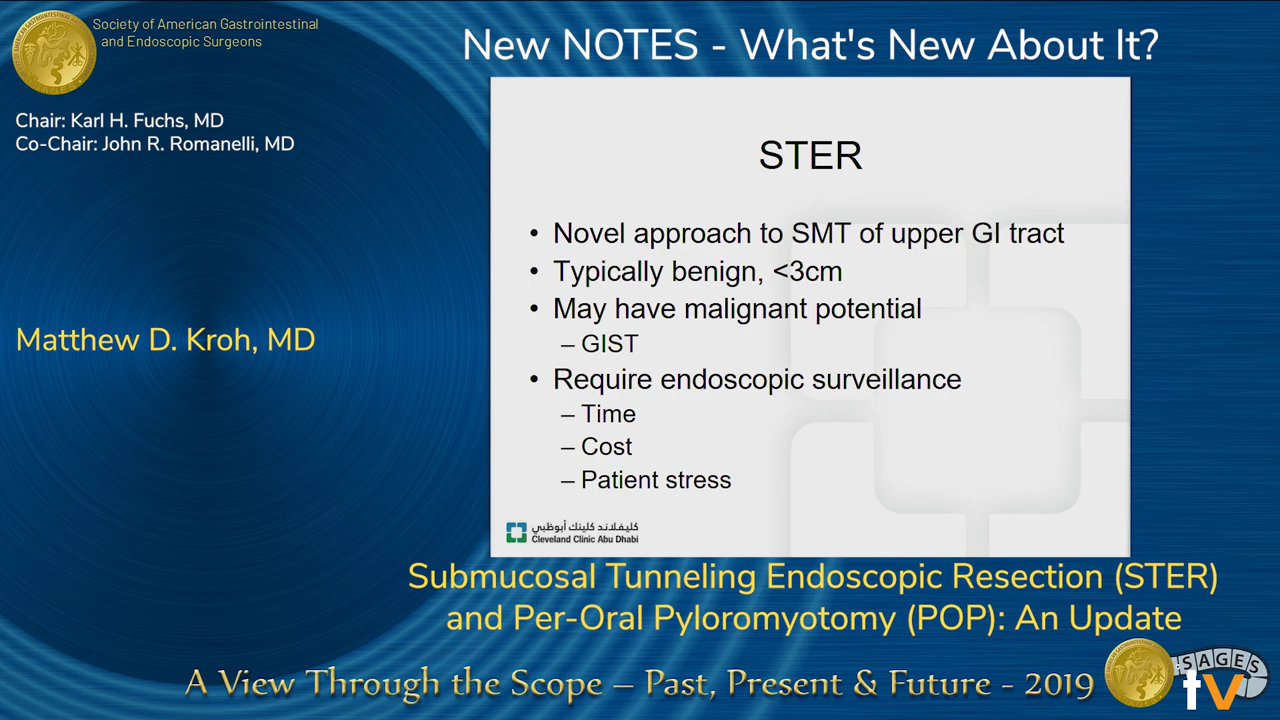 Society of American Gastrointestinal
and Endoscopic Surgeons
New NOTES - What's New About It?
Chair: Karl H. Fuchs, MD
Co-Chair: John R. Romanelli, MD
Matthew D. Kroh, MD
STER
• Novel approach to SMT of upper GI tract
• Typically benign, <3cm
• May have malignant potential
– GIST
• Require endoscopic surveillance
– Time
– Cost
– Patient stress
كليفلاند كلينك أبوظبي
Cleveland Clinic Abu Dhabi
Submucosal Tunneling Endoscopic Resection (STER)
and Per-Oral Pyloromyotomy (POP): An Update
A View Through the Scope – Past, Present & Future - 2019
SAGES
tv